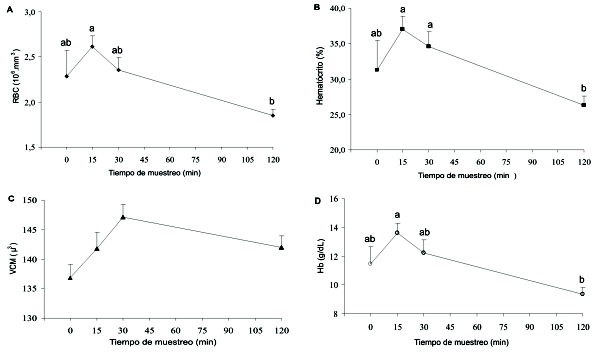 A
3,0
2,5
2,0
1,5
RBC (10⁶.mm³)
ab
a
ab
b
0 15 30 45 60 75 90 105 120
Tiempo de muestreo (min)
B
40,0
35,0
30,0
25,0
20,0
Hematócrito (%)
ab
a
a
b
0 15 30 45 60 75 90 105 120
Tiempo de muestreo (min )
C
150
145
140
135
130
VCM (µ³)
0 15 30 45 60 75 90 105 120
Tiempo de muestreo (min)
D
16
14
12
10
8
Hb (g/dL)
ab
a
ab
b
0 15 30 45 60 75 90 105 120
Tiempo de muestreo (min)